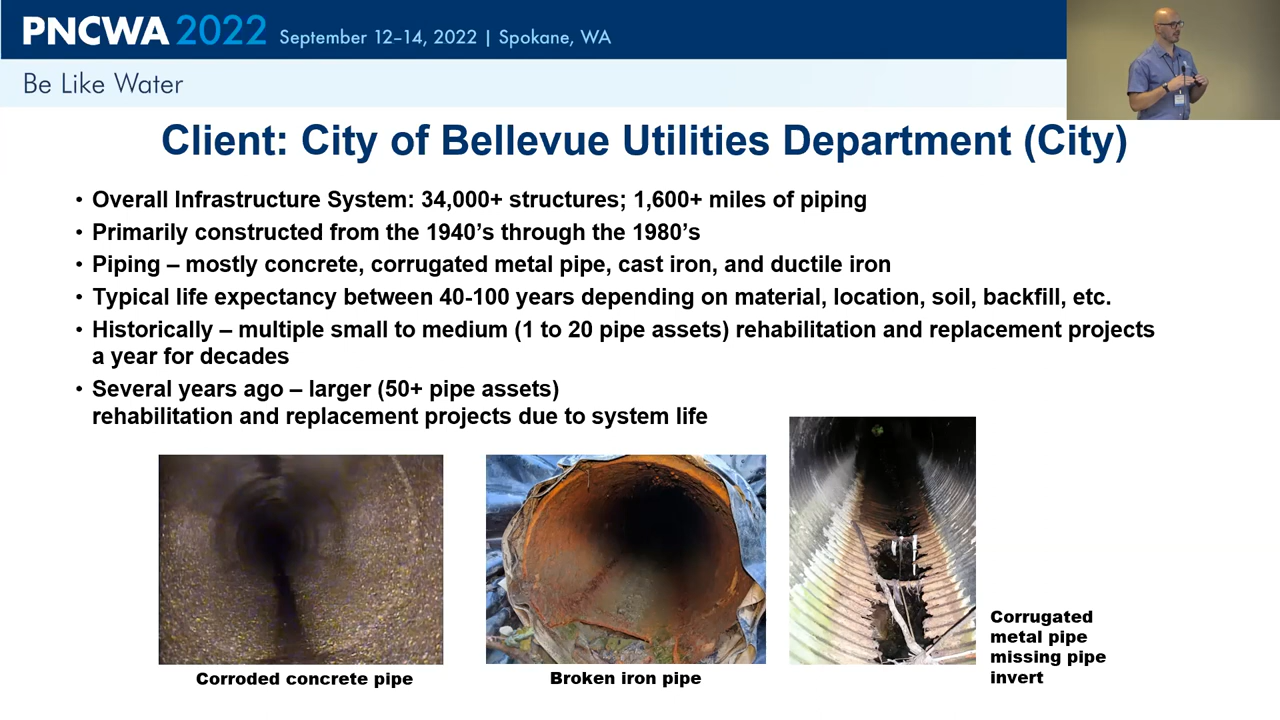 PNCWA 2022 September 12–14, 2022 | Spokane, WA
Be Like Water
Client: City of Bellevue Utilities Department (City)
• Overall Infrastructure System: 34,000+ structures; 1,600+ miles of piping
• Primarily constructed from the 1940’s through the 1980’s
• Piping – mostly concrete, corrugated metal pipe, cast iron, and ductile iron
• Typical life expectancy between 40-100 years depending on material, location, soil, backfill, etc.
• Historically – multiple small to medium (1 to 20 pipe assets) rehabilitation and replacement projects
a year for decades
• Several years ago – larger (50+ pipe assets)
rehabilitation and replacement projects due to system life
Corroded concrete pipe
Broken iron pipe
Corrugated
metal pipe
missing pipe
invert